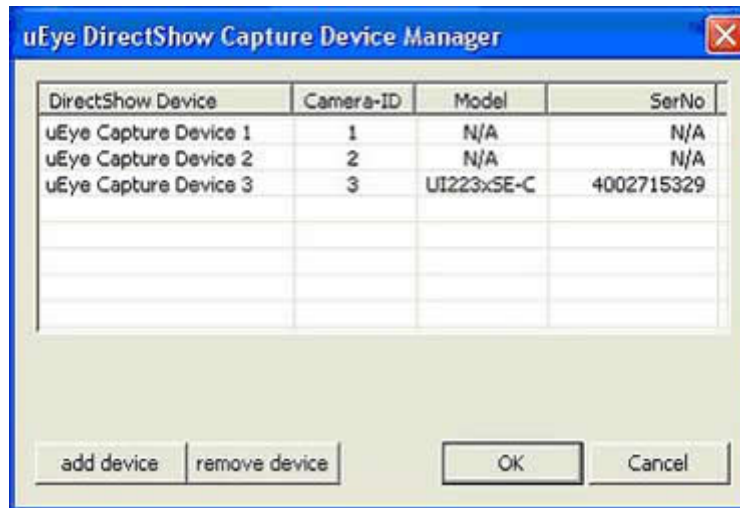 uEye DirectShow Capture Device Manager
DirectShow Device Camera-ID Model SerNo
uEye Capture Device 1 1 N/A N/A
uEye Capture Device 2 2 N/A N/A
uEye Capture Device 3 3 UI223xSE-C 4002715329
add device remove device OK Cancel